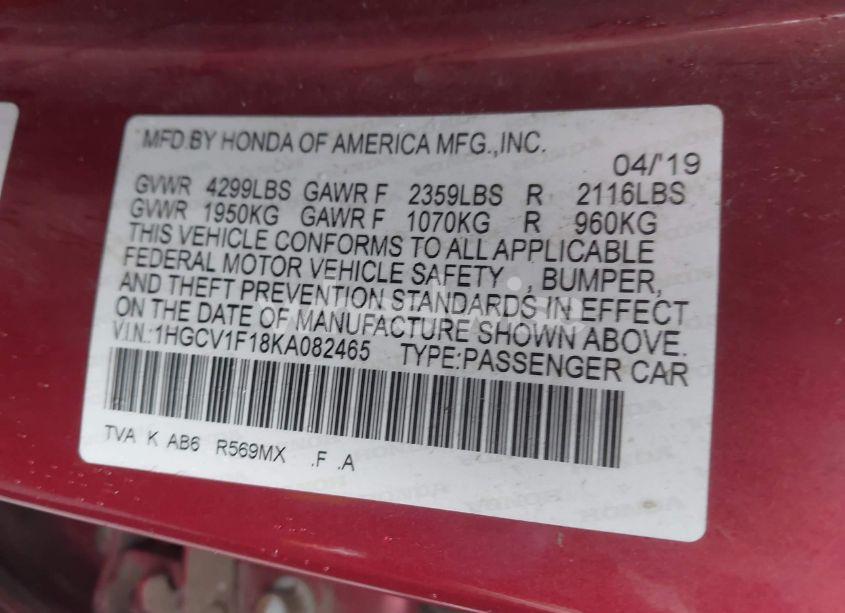 MFD.BY HONDA OF AMERICA MFG.,INC.
04/'19
GVWR 4299LBS GAWR F 2359LBS R 2116LBS
GVWR 1950KG GAWR F 1070KG R 960KG
THIS VEHICLE CONFORMS TO ALL APPLICABLE
FEDERAL MOTOR VEHICLE SAFETY , BUMPER,
AND THEFT PREVENTION STANDARDS IN EFFECT
ON THE DATE OF MANUFACTURE SHOWN ABOVE.
V.I.N.:1HGCV1F18KA082465 TYPE:PASSENGER CAR
TVA K AB6 R569MX .F .A